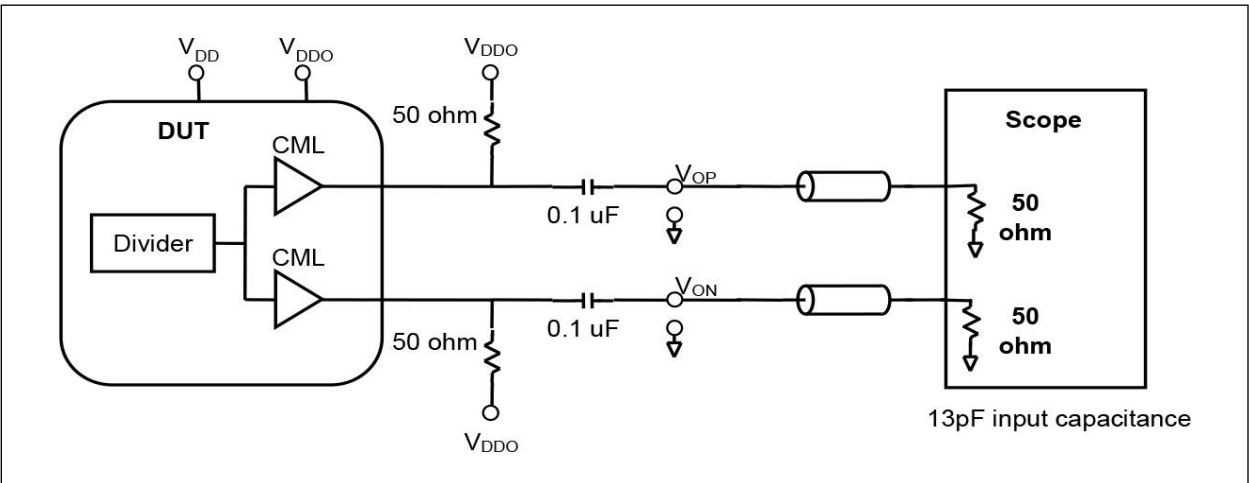 VDD
VDDO
VDDO
50 ohm
DUT
CML
Scope
VOP
50
ohm
0.1 uF
Divider
CML
VON
50
ohm
0.1 uF
50 ohm
VDDO
13pF input capacitance